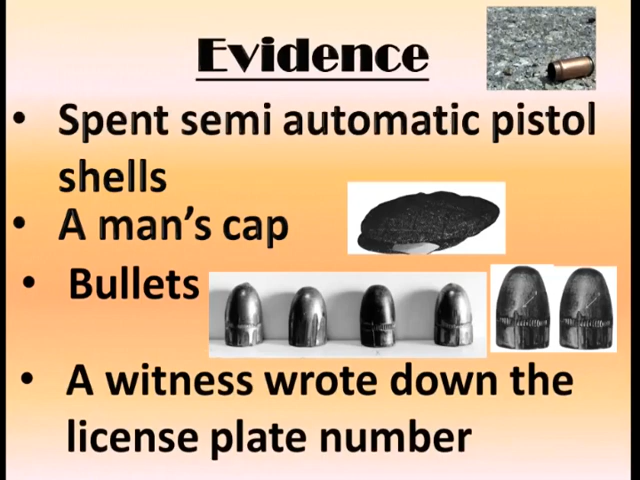 Evidence
• Spent semi automatic pistol
shells
• A man's cap
• Bullets
• A witness wrote down the
license plate number